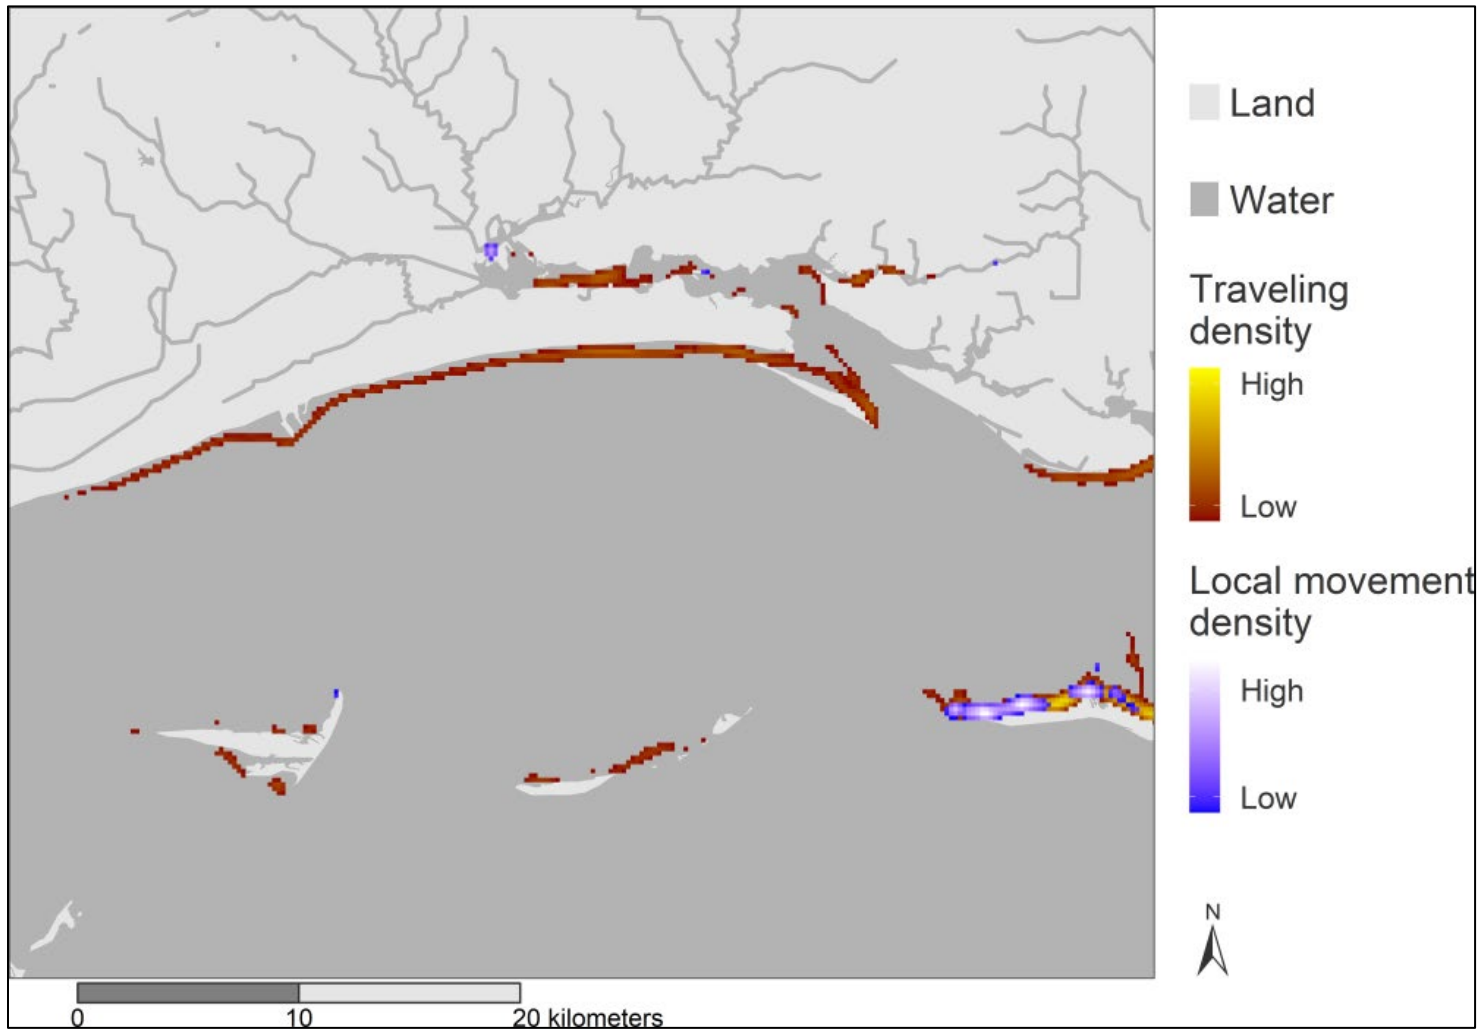 Land
Water
Traveling
density
High
Low
Local movement
density
High
Low
N
0 10 20 kilometers